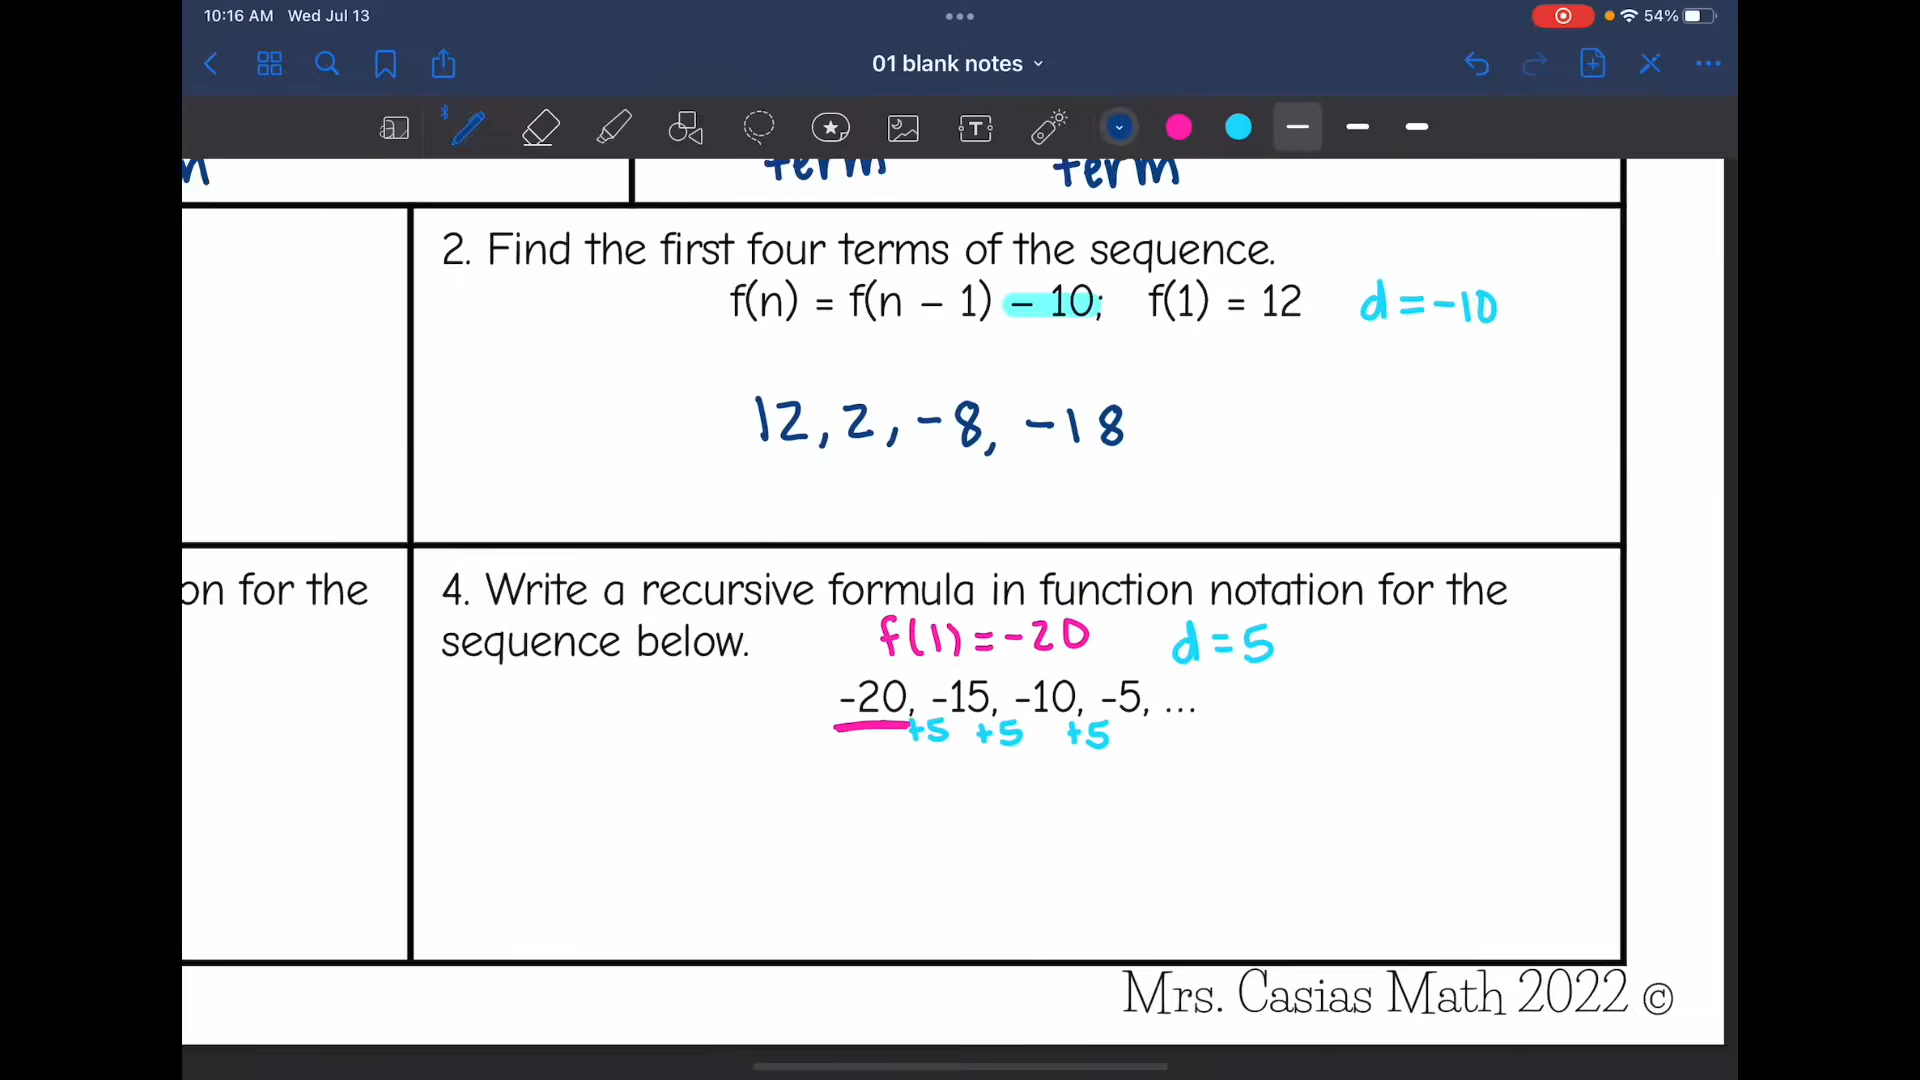 10:16 AM Wed Jul 13
54%
01 blank notes
term term
2. Find the first four terms of the sequence.
f(n) = f(n − 1) − 10; f(1) = 12 d = -10
12, 2, -8, -18
on for the
4. Write a recursive formula in function notation for the
sequence below. f(1) = -20 d = 5
-20, -15, -10, -5, ...
+5 +5 +5
Mrs. Casias Math 2022 ©